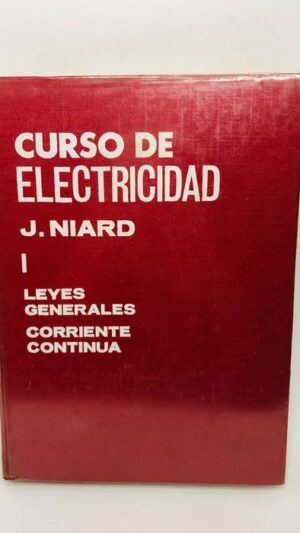 CURSO DE
ELECTRICIDAD
J. NIARD
I
LEYES
GENERALES
CORRIENTE
CONTINUA